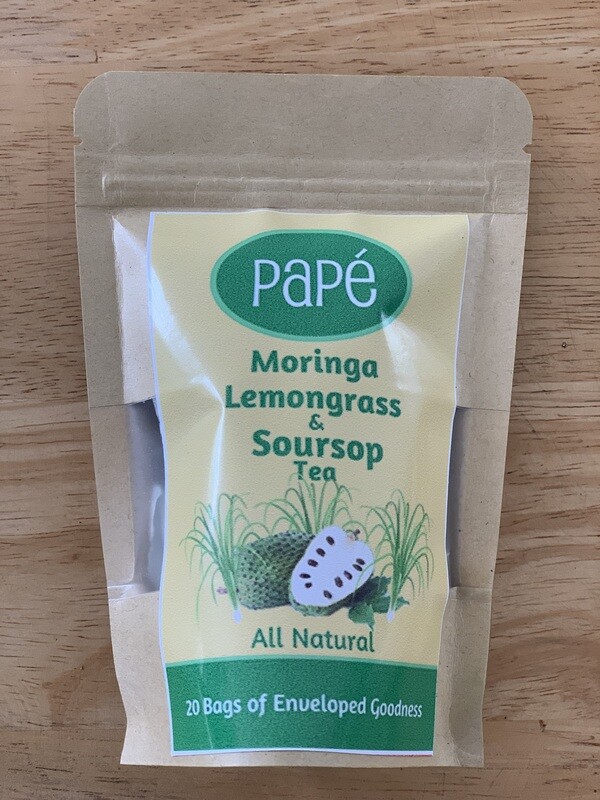 Papé
Moringa
Lemongrass
&
Soursop
Tea
All Natural
20 Bags of Enveloped Goodness